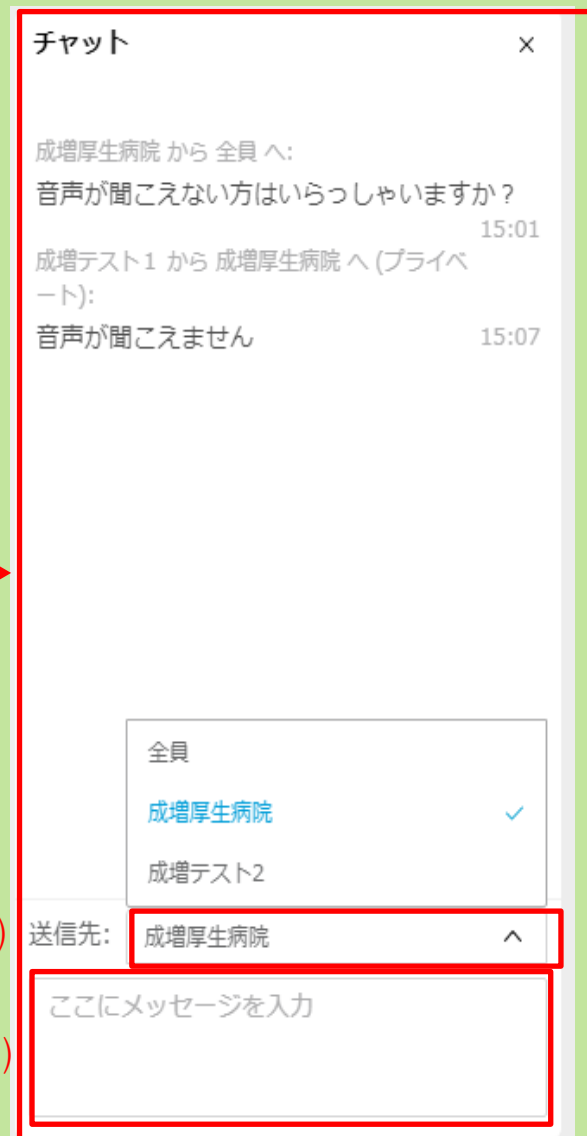 チャット ×
成増厚生病院 から 全員 へ:
音声が聞こえない方はいらっしゃいますか？
15:01
成増テスト１ から 成増厚生病院 へ (プライベ
ート):
音声が聞こえません 15:07
全員
成増厚生病院 ✓
成増テスト2
) 送信先: 成増厚生病院
ここにメッセージを入力
)